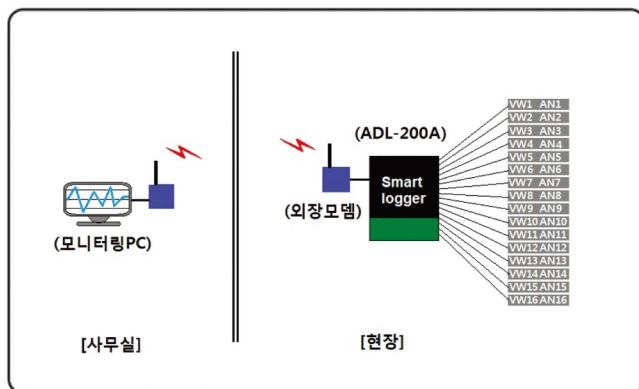 (모니터링PC)
[사무실]
(ADL-200A)
Smart
logger
(외장모뎀)
VW1 AN1
VW2 AN2
VW3 AN3
VW4 AN4
VW5 AN5
VW6 AN6
VW7 AN7
VW8 AN8
VW9 AN9
VW10 AN10
VW11 AN11
VW12 AN12
VW13 AN13
VW14 AN14
VW15 AN15
VW16 AN16
[현장]